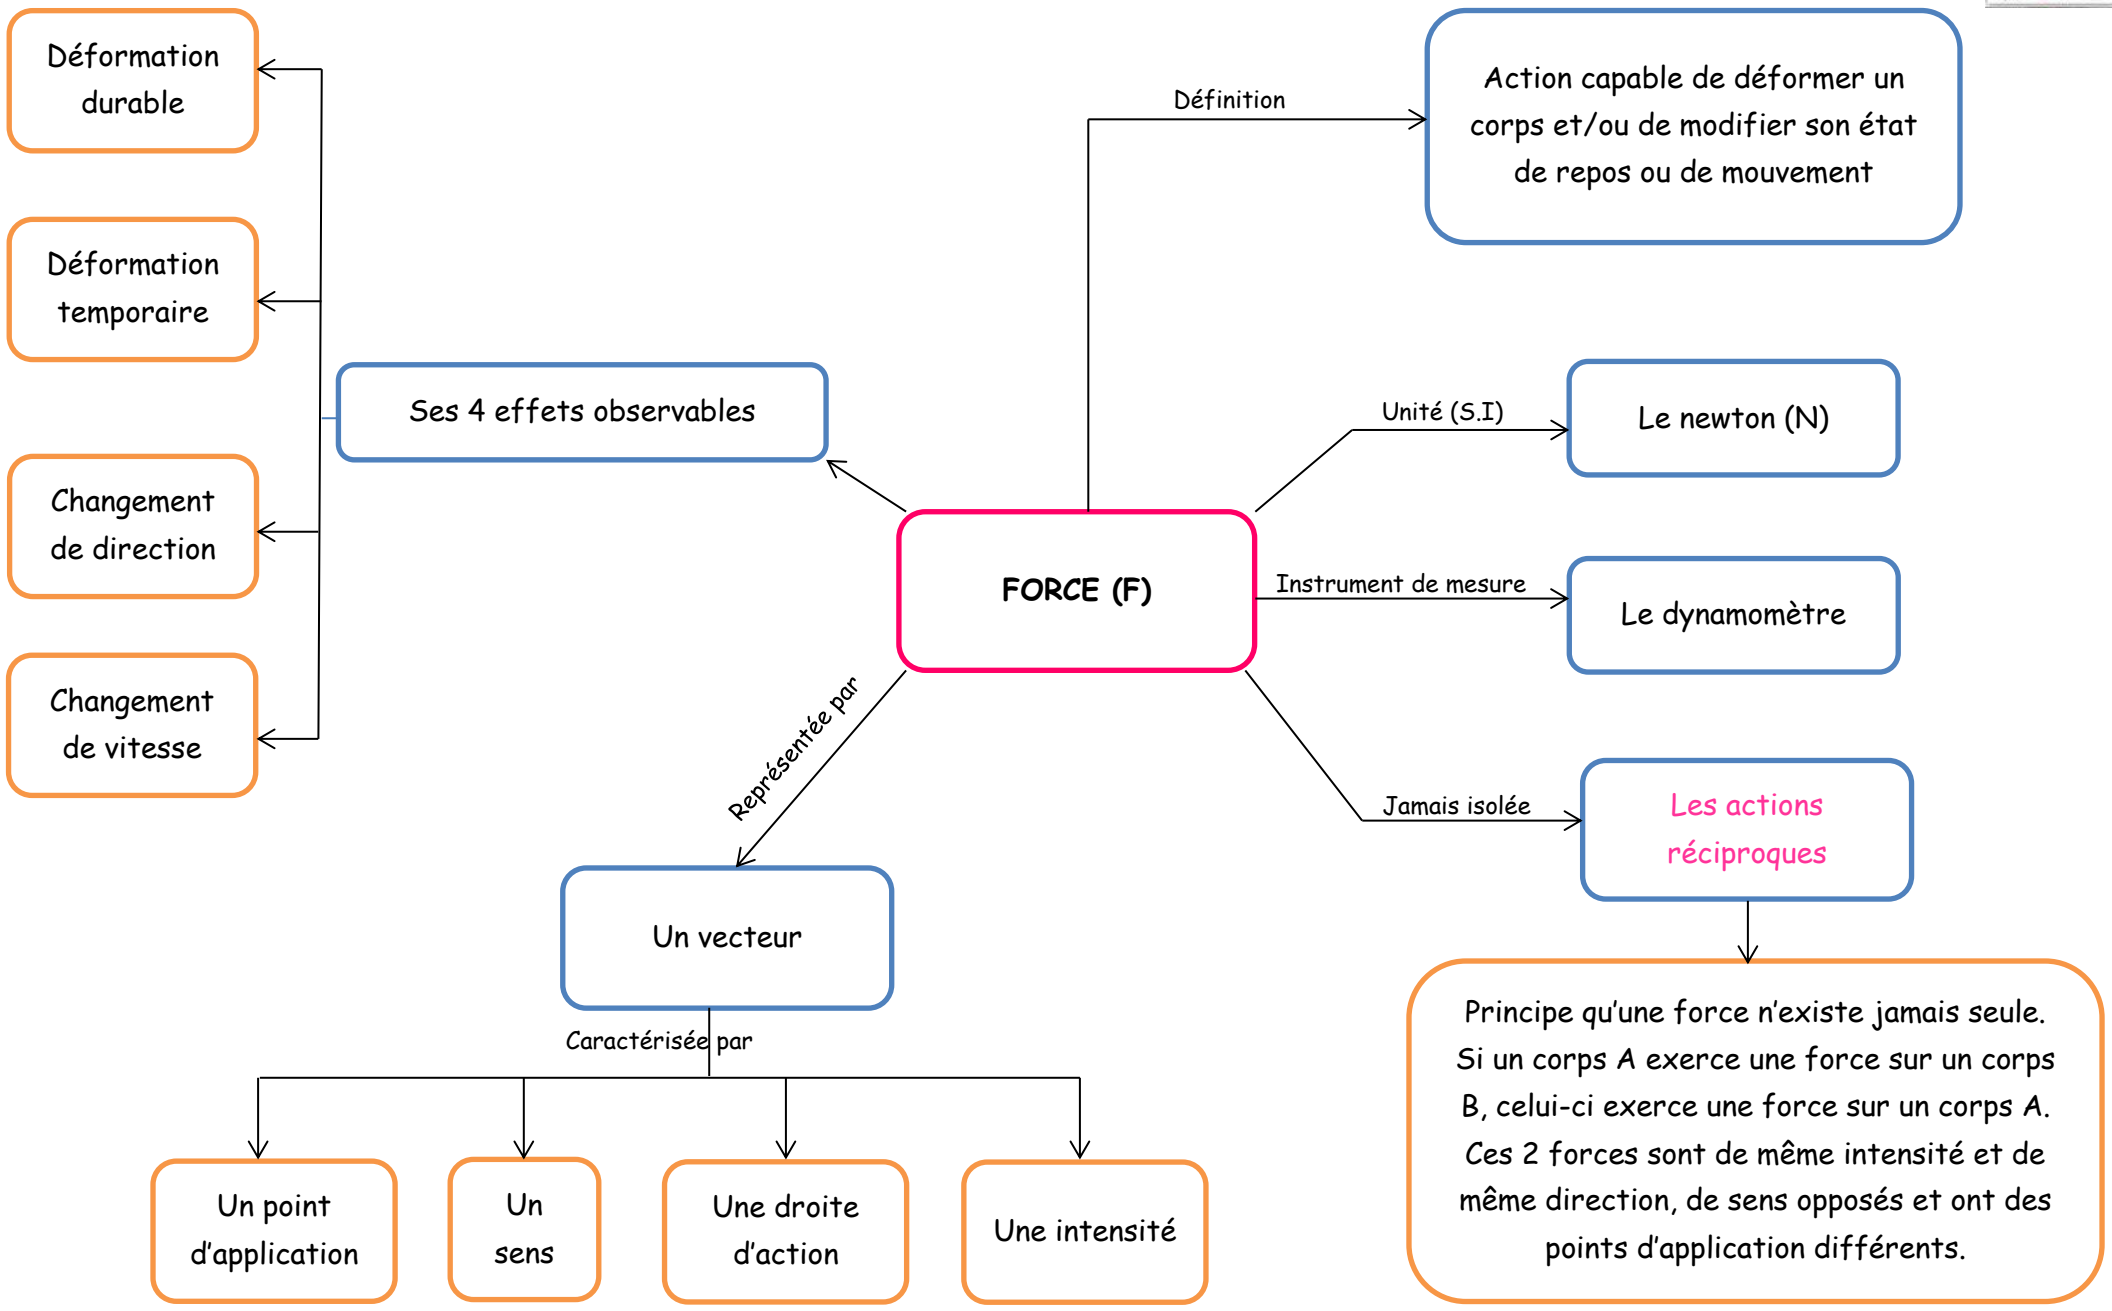 Déformation
durable
Déformation
temporaire
Changement
de direction
Changement
de vitesse
Ses 4 effets observables
Définition
Action capable de déformer un
corps et/ou de modifier son état
de repos ou de mouvement
Unité (S.I)
Le newton (N)
FORCE (F)
Instrument de mesure
Le dynamomètre
Jamais isolée
Les actions
réciproques
Principe qu’une force n’existe jamais seule.
Si un corps A exerce une force sur un corps
B, celui-ci exerce une force sur un corps A.
Ces 2 forces sont de même intensité et de
même direction, de sens opposés et ont des
points d’application différents.
Représentée par
Un vecteur
Caractérisée par
Un point
d’application
Un
sens
Une droite
d’action
Une intensité